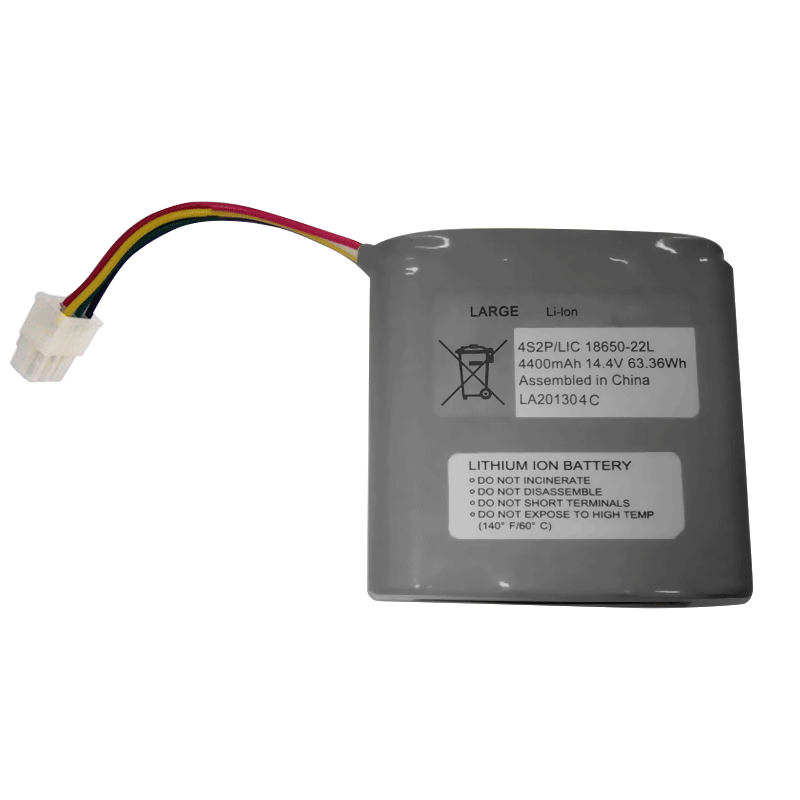 LARGE Li-Ion
4S2P/LIC 18650-22L
4400mAh 14.4V 63.36Wh
Assembled in China
LA201304C
LITHIUM ION BATTERY
DO NOT INCINERATE
DO NOT DISASSEMBLE
DO NOT SHORT TERMINALS
DO NOT EXPOSE TO HIGH TEMP
(140° F/60° C)